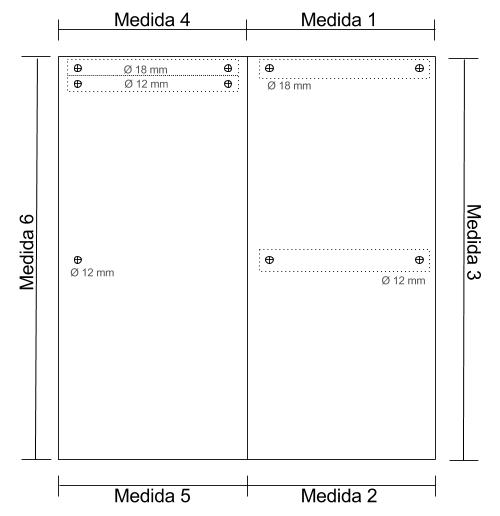 Medida 4
Medida 1
Ø 18 mm
Ø 12 mm
Ø 18 mm
Medida 6
Medida 3
Ø 12 mm
Ø 12 mm
Medida 5
Medida 2